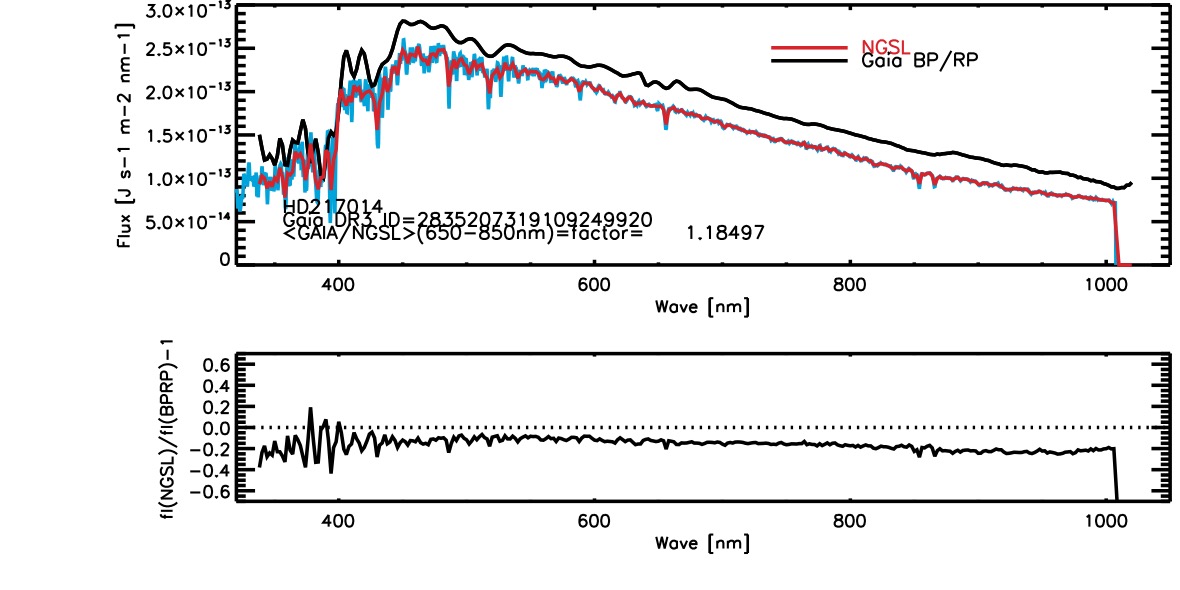 3.0×10−13
2.5×10−13
2.0×10−13
1.5×10−13
1.0×10−13
5.0×10−14
0
Flux [J s−1 m−2 nm−1]
NGSL
Gaia BP/RP
HD217014
Gaia DR3 ID=2835207319109249920
<GAIA/NGSL>(650−850nm)=factor= 1.18497
400 600 800 1000
Wave [nm]
fl(NGSL)/fl(BPRP)−1
0.6
0.4
0.2
0.0
−0.2
−0.4
−0.6
400 600 800 1000
Wave [nm]